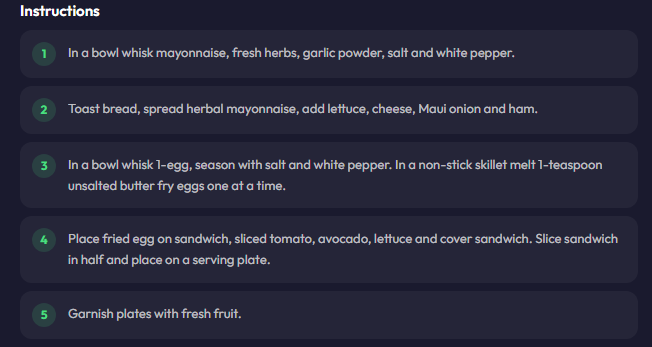 Instructions
1 In a bowl whisk mayonnaise, fresh herbs, garlic powder, salt and white pepper.
2 Toast bread, spread herbal mayonnaise, add lettuce, cheese, Maui onion and ham.
3 In a bowl whisk 1-egg, season with salt and white pepper. In a non-stick skillet melt 1-teaspoon
unsalted butter fry eggs one at a time.
4 Place fried egg on sandwich, sliced tomato, avocado, lettuce and cover sandwich. Slice sandwich
in half and place on a serving plate.
5 Garnish plates with fresh fruit.